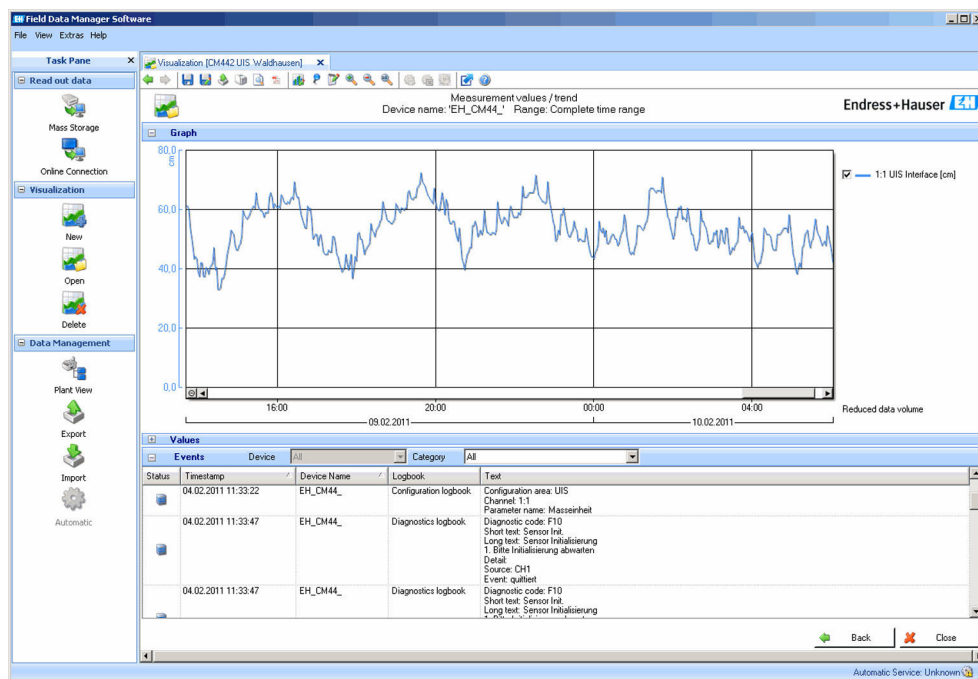 Field Data Manager Software
File View Extras Help
Task Pane
Visualization [CM442 UIS Waldhausen]
Read out data
Mass Storage
Online Connection
Visualization
New
Open
Delete
Data Management
Plant View
Export
Import
Automatic
Measurement values / trend
Device name: 'EH_CM44_' Range: Complete time range
Endress+Hauser EH
Graph
80,0
cm
60,0
40,0
20,0
0,0
1:1 UIS Interface [cm]
16:00 20:00 00:00 04:00
09.02.2011 10.02.2011
Reduced data volume
Values
Events Device All Category All
Status Timestamp Device Name Logbook Text
04.02.2011 11:33:22 EH_CM44_ Configuration logbook Configuration area: UIS
Channel: 1:1
Parameter name: Masseinheit
04.02.2011 11:33:47 EH_CM44_ Diagnostics logbook Diagnostic code: F10
Short text: Sensor Init.
Long text: Sensor Initialisierung
1. Bitte Initialisierung abwarten
Detail:
Source: CH1
Event: quittiert
04.02.2011 11:33:47 EH_CM44_ Diagnostics logbook Diagnostic code: F10
Short text: Sensor Init.
Long text: Sensor Initialisierung
Back Close
Automatic Service: Unknown